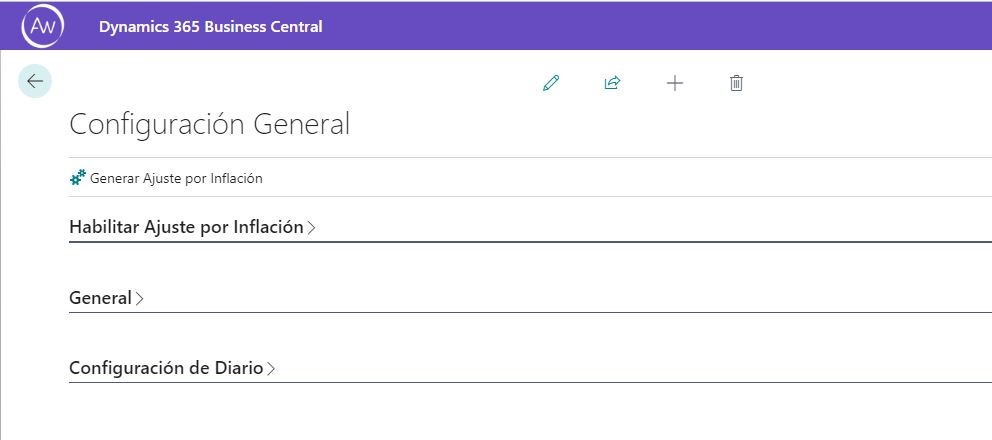 AW
Dynamics 365 Business Central
Configuración General
Generar Ajuste por Inflación
Habilitar Ajuste por Inflación
General
Configuración de Diario